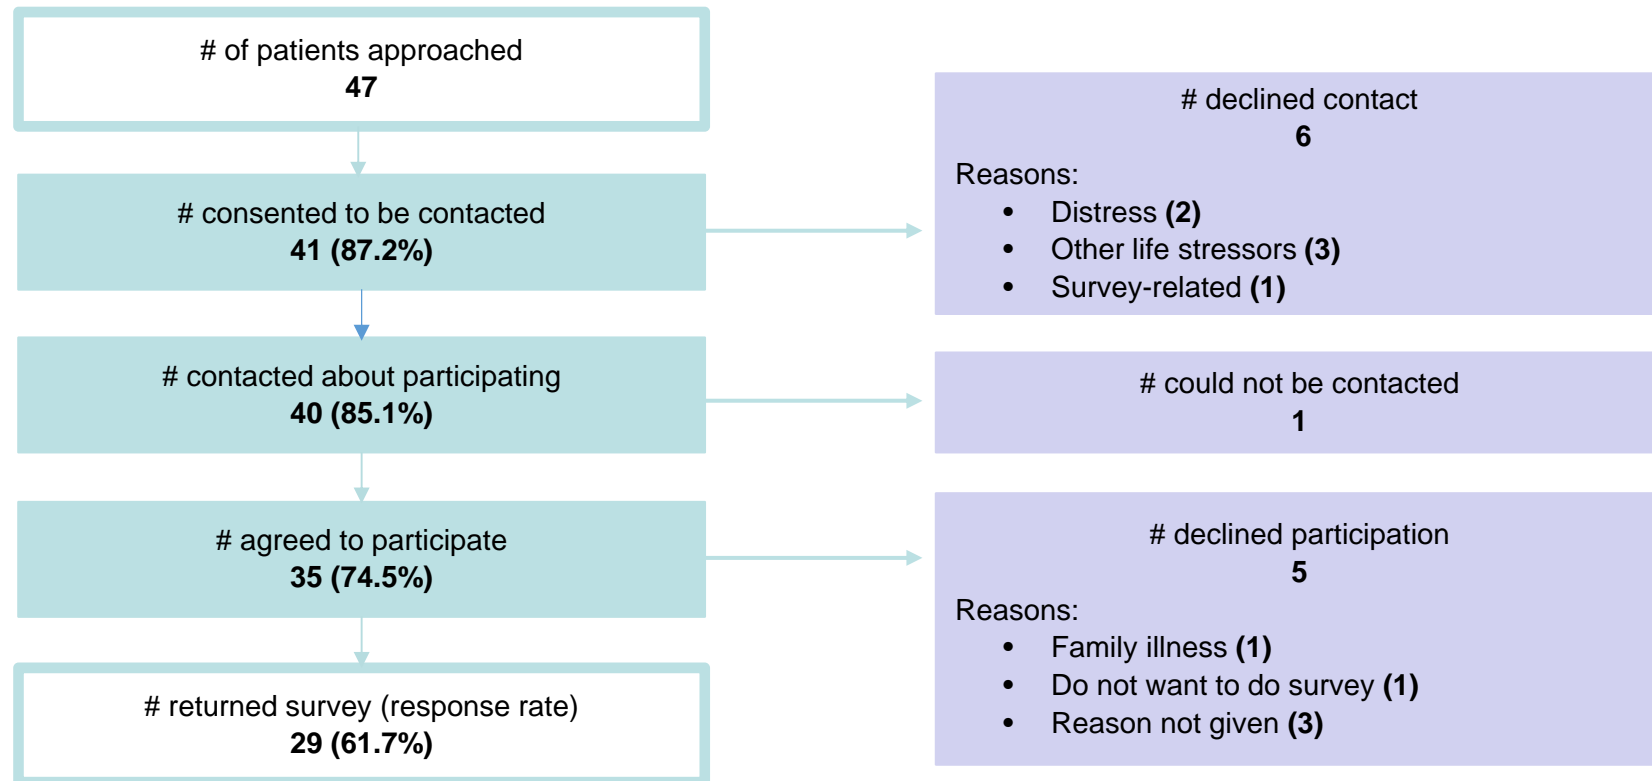 # of patients approached
47
# declined contact
6
Reasons:
• Distress (2)
• Other life stressors (3)
• Survey-related (1)
# consented to be contacted
41 (87.2%)
# contacted about participating
40 (85.1%)
# could not be contacted
1
# agreed to participate
35 (74.5%)
# declined participation
5
Reasons:
• Family illness (1)
• Do not want to do survey (1)
• Reason not given (3)
# returned survey (response rate)
29 (61.7%)